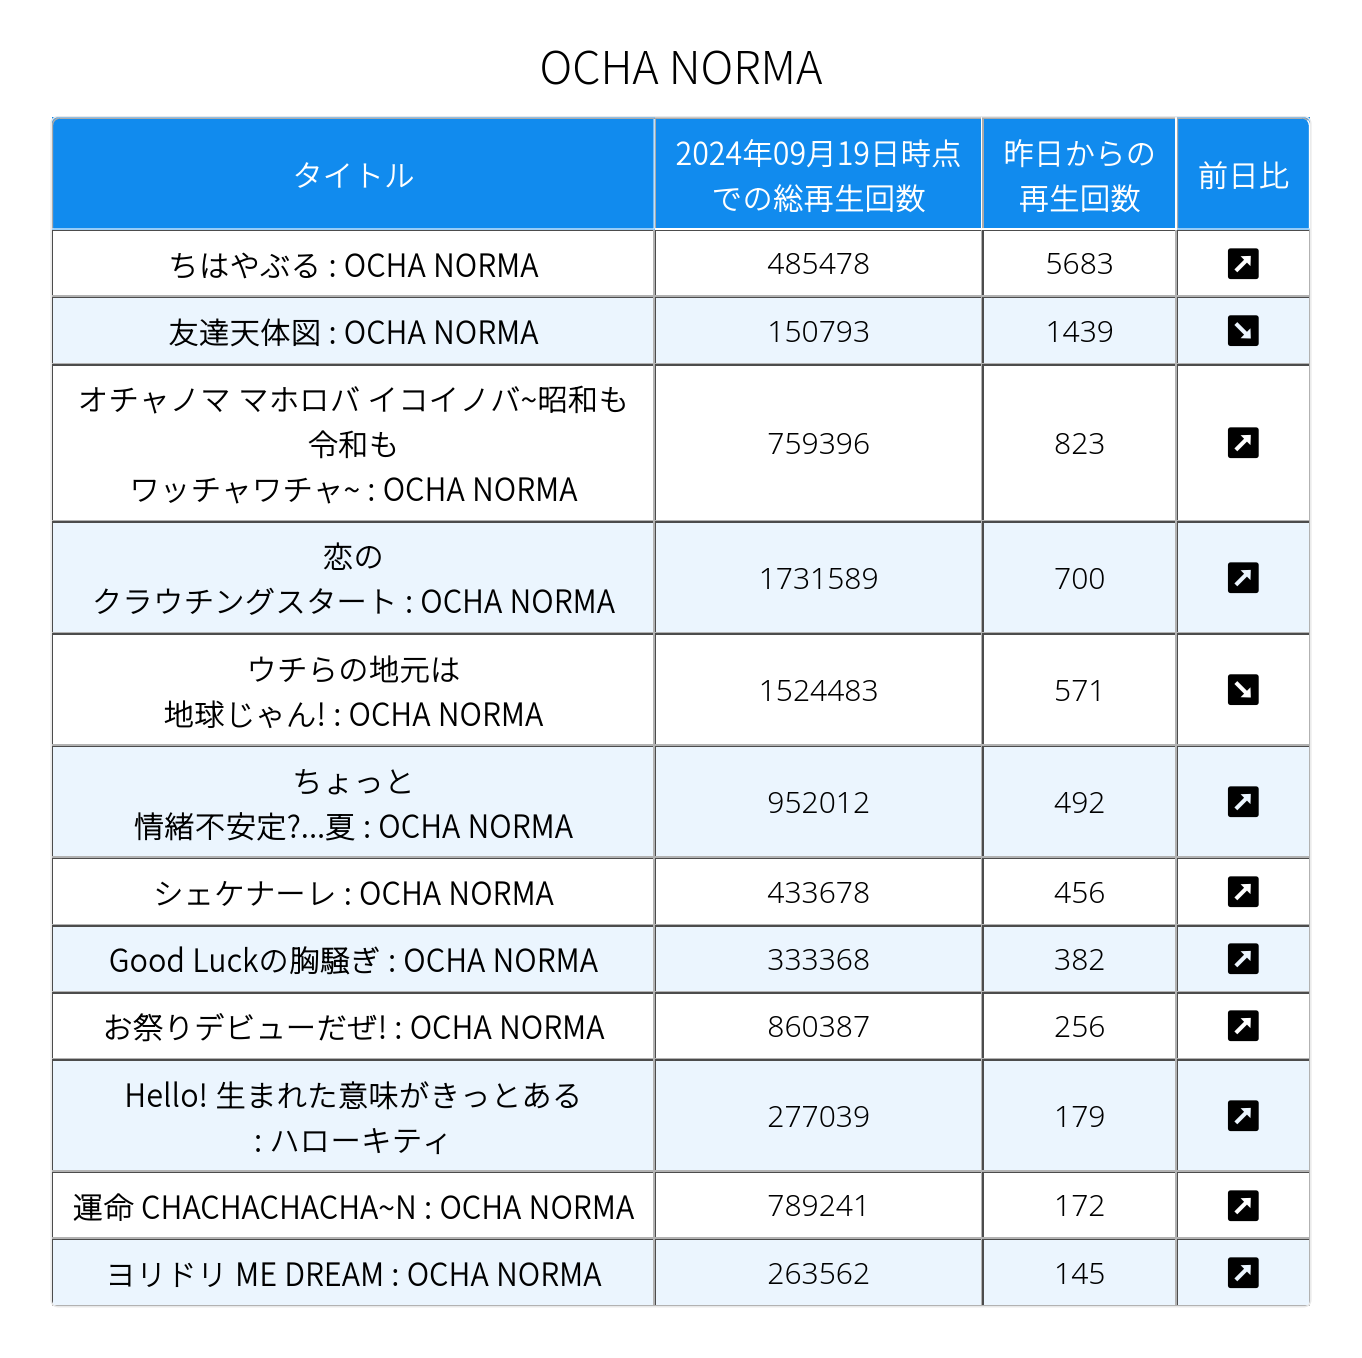 OCHA NORMA
タイトル
2024年09月19日時点
での総再生回数
昨日からの
再生回数
前日比
ちはやぶる : OCHA NORMA
485478
5683
友達天体図 : OCHA NORMA
150793
1439
オチャノマ マホロバ イコイノバ~昭和も
令和も
ワッチャワチャ~ : OCHA NORMA
759396
823
恋の
クラウチングスタート : OCHA NORMA
1731589
700
ウチらの地元は
地球じゃん! : OCHA NORMA
1524483
571
ちょっと
情緒不安定?...夏 : OCHA NORMA
952012
492
シェケナーレ : OCHA NORMA
433678
456
Good Luckの胸騒ぎ : OCHA NORMA
333368
382
お祭りデビューだぜ! : OCHA NORMA
860387
256
Hello! 生まれた意味がきっとある
: ハローキティ
277039
179
運命 CHACHACHACHA~N : OCHA NORMA
789241
172
ヨリドリ ME DREAM : OCHA NORMA
263562
145